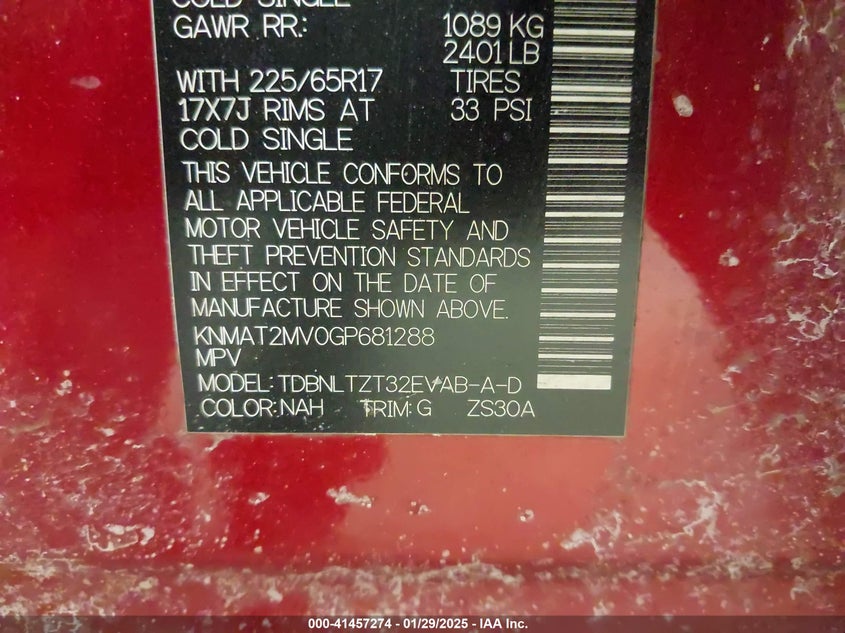 COLD SINGLE
GAWR RR.: 1089 KG
2401 LB
WITH 225/65R17 TIRES
17X7J RIMS AT 33 PSI
COLD SINGLE
THIS VEHICLE CONFORMS TO
ALL APPLICABLE FEDERAL
MOTOR VEHICLE SAFETY AND
THEFT PREVENTION STANDARDS
IN EFFECT ON THE DATE OF
MANUFACTURE SHOWN ABOVE.
KNMAT2MV0GP681288
MPV
MODEL: TDBNLTZT32EVAB-A-D
COLOR: NAH TRIM: G ZS30A
000-41457274 - 01/29/2025 - IAA Inc.